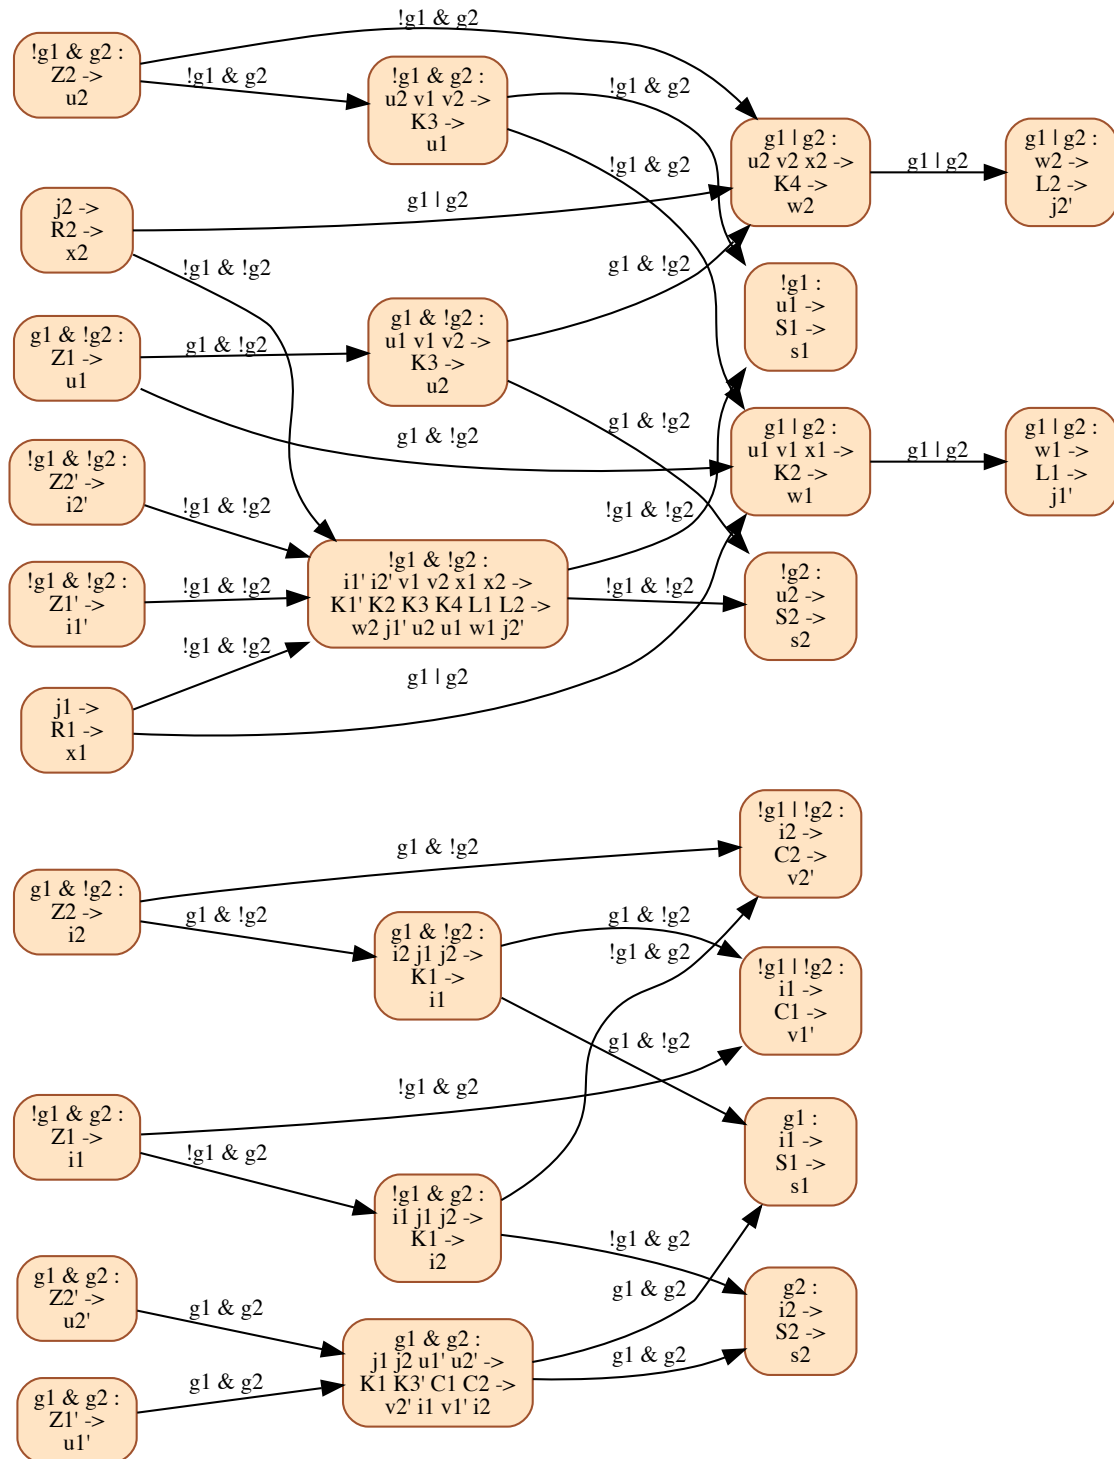 !g1 & g2 :
Z2 ->
u2
!g1 & g2
!g1 & g2
!g1 & g2 :
u2 v1 v2 ->
K3 ->
u1
!g1 & g2
!g1 & g2
g1 | g2 :
u2 v2 x2 ->
K4 ->
w2
g1 | g2
g1 | g2 :
w2 ->
L2 ->
j2'
j2 ->
R2 ->
x2
g1 | g2
!g1 & !g2
!g1 :
u1 ->
S1 ->
s1
g1 & !g2 :
Z1 ->
u1
g1 & !g2
g1 & !g2
g1 & !g2 :
u1 v1 v2 ->
K3 ->
u2
g1 & !g2
g1 & !g2
g1 | g2 :
u1 v1 x1 ->
K2 ->
w1
g1 | g2
g1 | g2 :
w1 ->
L1 ->
j1'
!g1 & !g2 :
Z2' ->
i2'
!g1 & !g2
!g1 & !g2 :
Z1' ->
i1'
!g1 & !g2
!g1 & !g2 :
i1' i2' v1 v2 x1 x2 ->
K1' K2 K3 K4 L1 L2 ->
w2 j1' u2 u1 w1 j2'
!g1 & !g2
!g1 & !g2
!g2 :
u2 ->
S2 ->
s2
j1 ->
R1 ->
x1
!g1 & !g2
g1 | g2
g1 & !g2 :
Z2 ->
i2
g1 & !g2
g1 & !g2
g1 & !g2 :
i2 j1 j2 ->
K1 ->
i1
g1 & !g2
!g1 & g2
g1 & !g2
!g1 | !g2 :
i2 ->
C2 ->
v2'
!g1 | !g2 :
i1 ->
C1 ->
v1'
!g1 & g2 :
Z1 ->
i1
!g1 & g2
!g1 & g2
!g1 & g2 :
i1 j1 j2 ->
K1 ->
i2
!g1 & g2
g1 :
i1 ->
S1 ->
s1
g1 & g2 :
Z2' ->
u2'
g1 & g2
g1 & g2 :
Z1' ->
u1'
g1 & g2
g1 & g2 :
j1 j2 u1' u2' ->
K1 K3' C1 C2 ->
v2' i1 v1' i2
g1 & g2
g1 & g2
g2 :
i2 ->
S2 ->
s2